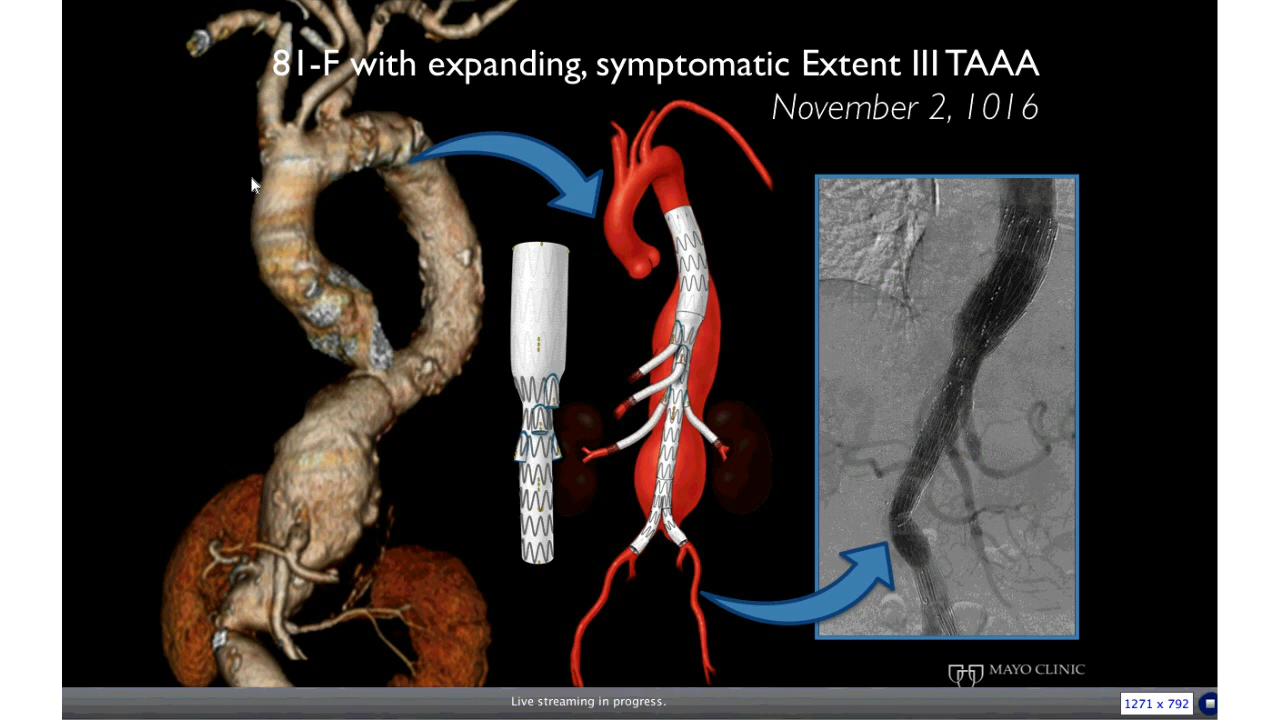 81-F with expanding, symptomatic Extent III TAAA
November 2, 1016
MAYO CLINIC
Live streaming in progress.
1271 x 792